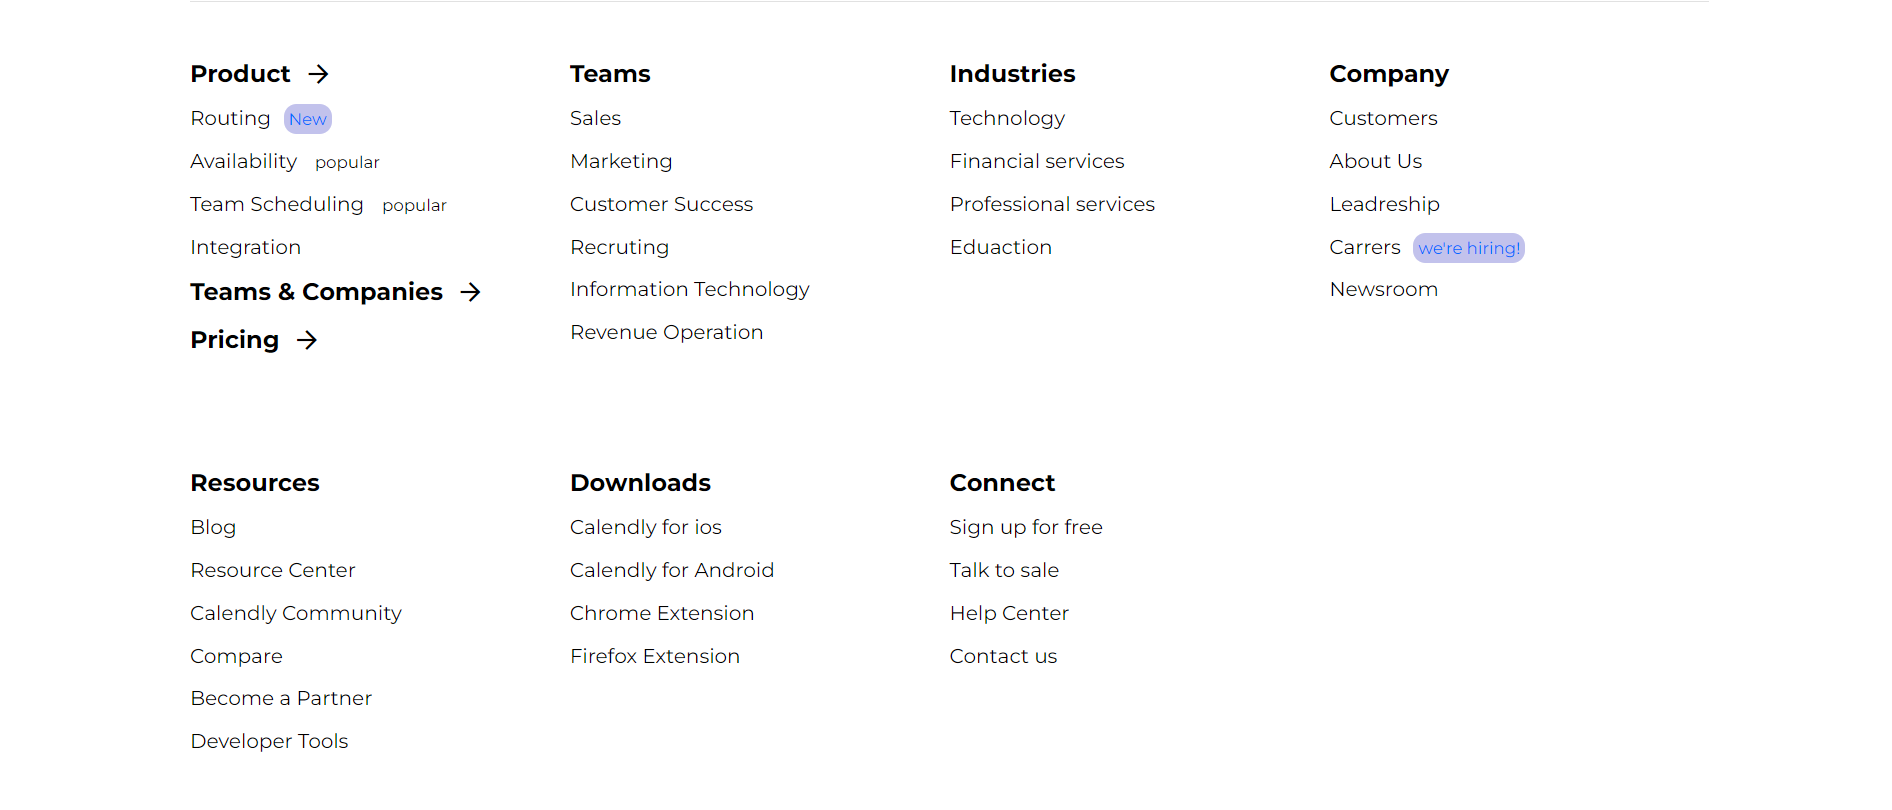 Product →
Routing New
Availability popular
Team Scheduling popular
Integration
Teams & Companies →
Pricing →
Teams
Sales
Marketing
Customer Success
Recruting
Information Technology
Revenue Operation
Industries
Technology
Financial services
Professional services
Eduaction
Company
Customers
About Us
Leadreship
Carrers we're hiring!
Newsroom
Resources
Blog
Resource Center
Calendly Community
Compare
Become a Partner
Developer Tools
Downloads
Calendly for ios
Calendly for Android
Chrome Extension
Firefox Extension
Connect
Sign up for free
Talk to sale
Help Center
Contact us